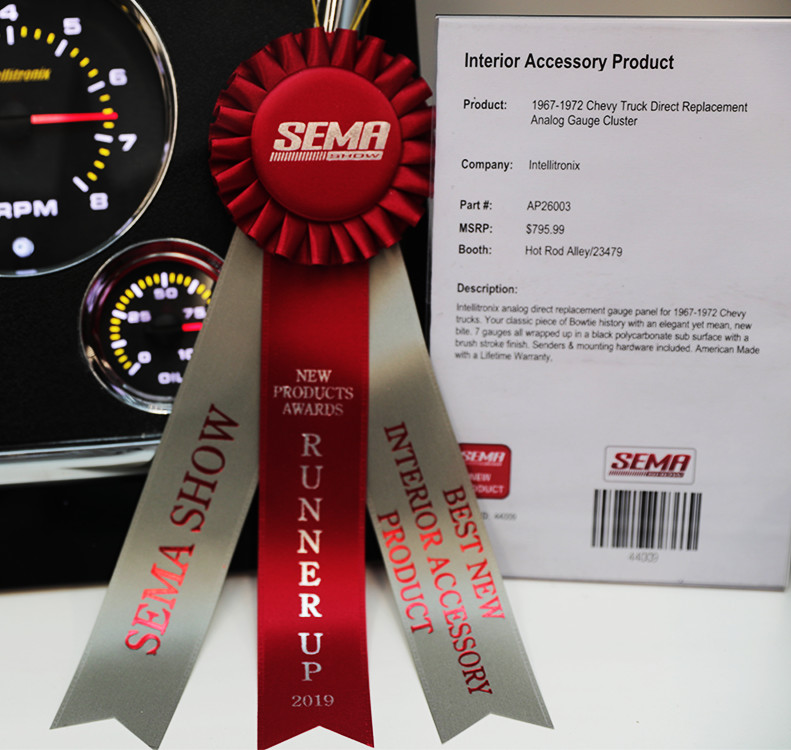 4
5
6
7
8
RPM
50
25
75
0
SEMA
SHOW
SEMA SHOW
NEW
PRODUCTS
AWARDS
RUNNER UP
2019
BEST NEW
INTERIOR ACCESSORY
PRODUCT
Interior Accessory Product
Product: 1967-1972 Chevy Truck Direct Replacement
Analog Gauge Cluster
Company: Intellitronix
Part #: AP26003
MSRP: $795.99
Booth: Hot Rod Alley/23479
Description:
Intellitronix analog direct replacement gauge panel for 1967-1972 Chevy
trucks. Your classic piece of Bowtie history with an elegant yet mean, new
bite. 7 gauges all wrapped up in a black polycarbonate sub surface with a
brush stroke finish. Senders & mounting hardware included. American Made
with a Lifetime Warranty.
SEMA
NEW
SEMA
44009